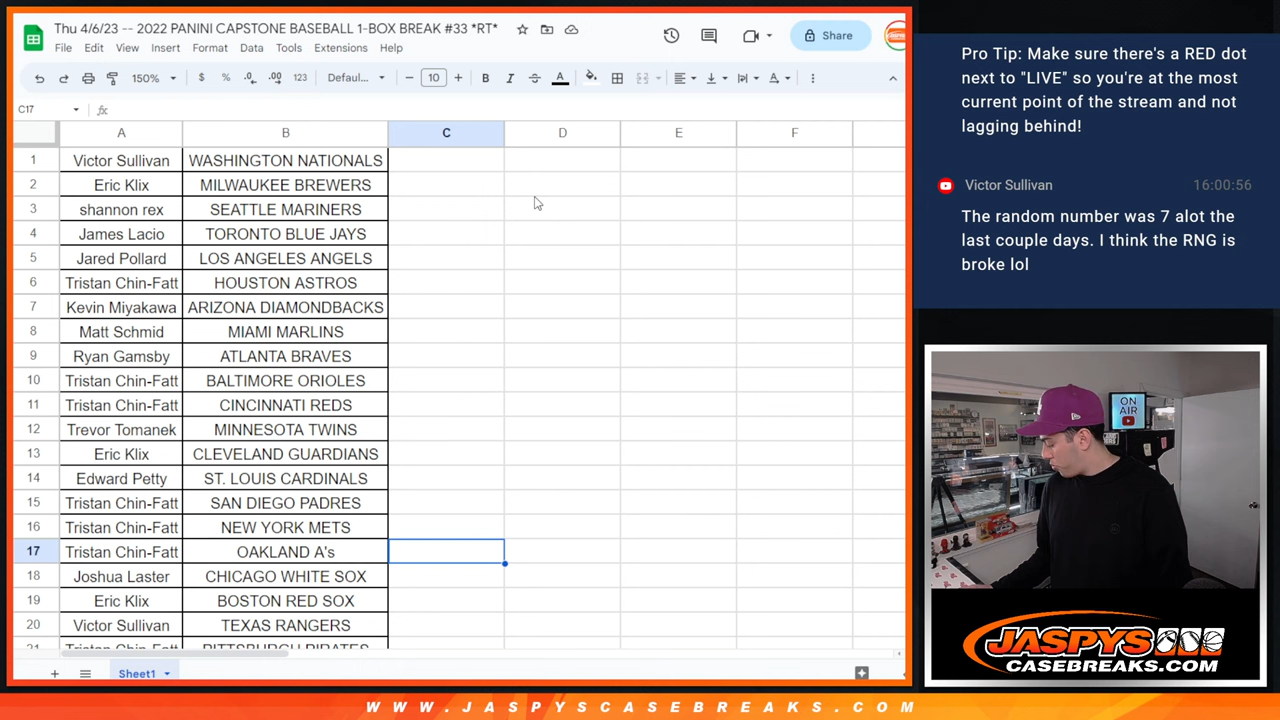 Thu 4/6/23 -- 2022 PANINI CAPSTONE BASEBALL 1-BOX BREAK #33 *RT*
File Edit View Insert Format Data Tools Extensions Help
Share
150% $ % .0 .00 123 Defaul... − 10 + B I S A
C17 fx
A B C D E F
1 Victor Sullivan WASHINGTON NATIONALS
2 Eric Klix MILWAUKEE BREWERS
3 shannon rex SEATTLE MARINERS
4 James Lacio TORONTO BLUE JAYS
5 Jared Pollard LOS ANGELES ANGELS
6 Tristan Chin-Fatt HOUSTON ASTROS
7 Kevin Miyakawa ARIZONA DIAMONDBACKS
8 Matt Schmid MIAMI MARLINS
9 Ryan Gamsby ATLANTA BRAVES
10 Tristan Chin-Fatt BALTIMORE ORIOLES
11 Tristan Chin-Fatt CINCINNATI REDS
12 Trevor Tomanek MINNESOTA TWINS
13 Eric Klix CLEVELAND GUARDIANS
14 Edward Petty ST. LOUIS CARDINALS
15 Tristan Chin-Fatt SAN DIEGO PADRES
16 Tristan Chin-Fatt NEW YORK METS
17 Tristan Chin-Fatt OAKLAND A's
18 Joshua Laster CHICAGO WHITE SOX
19 Eric Klix BOSTON RED SOX
20 Victor Sullivan TEXAS RANGERS
21 Tristan Chin-Fatt PITTSBURGH PIRATES
Sheet1
Pro Tip: Make sure there's a RED dot
next to "LIVE" so you're at the most
current point of the stream and not
lagging behind!
Victor Sullivan 16:00:56
The random number was 7 alot the
last couple days. I think the RNG is
broke lol
ON
AIR
JASPYS
CASEBREAKS.COM
WWW.JASPYSCASEBREAKS.COM